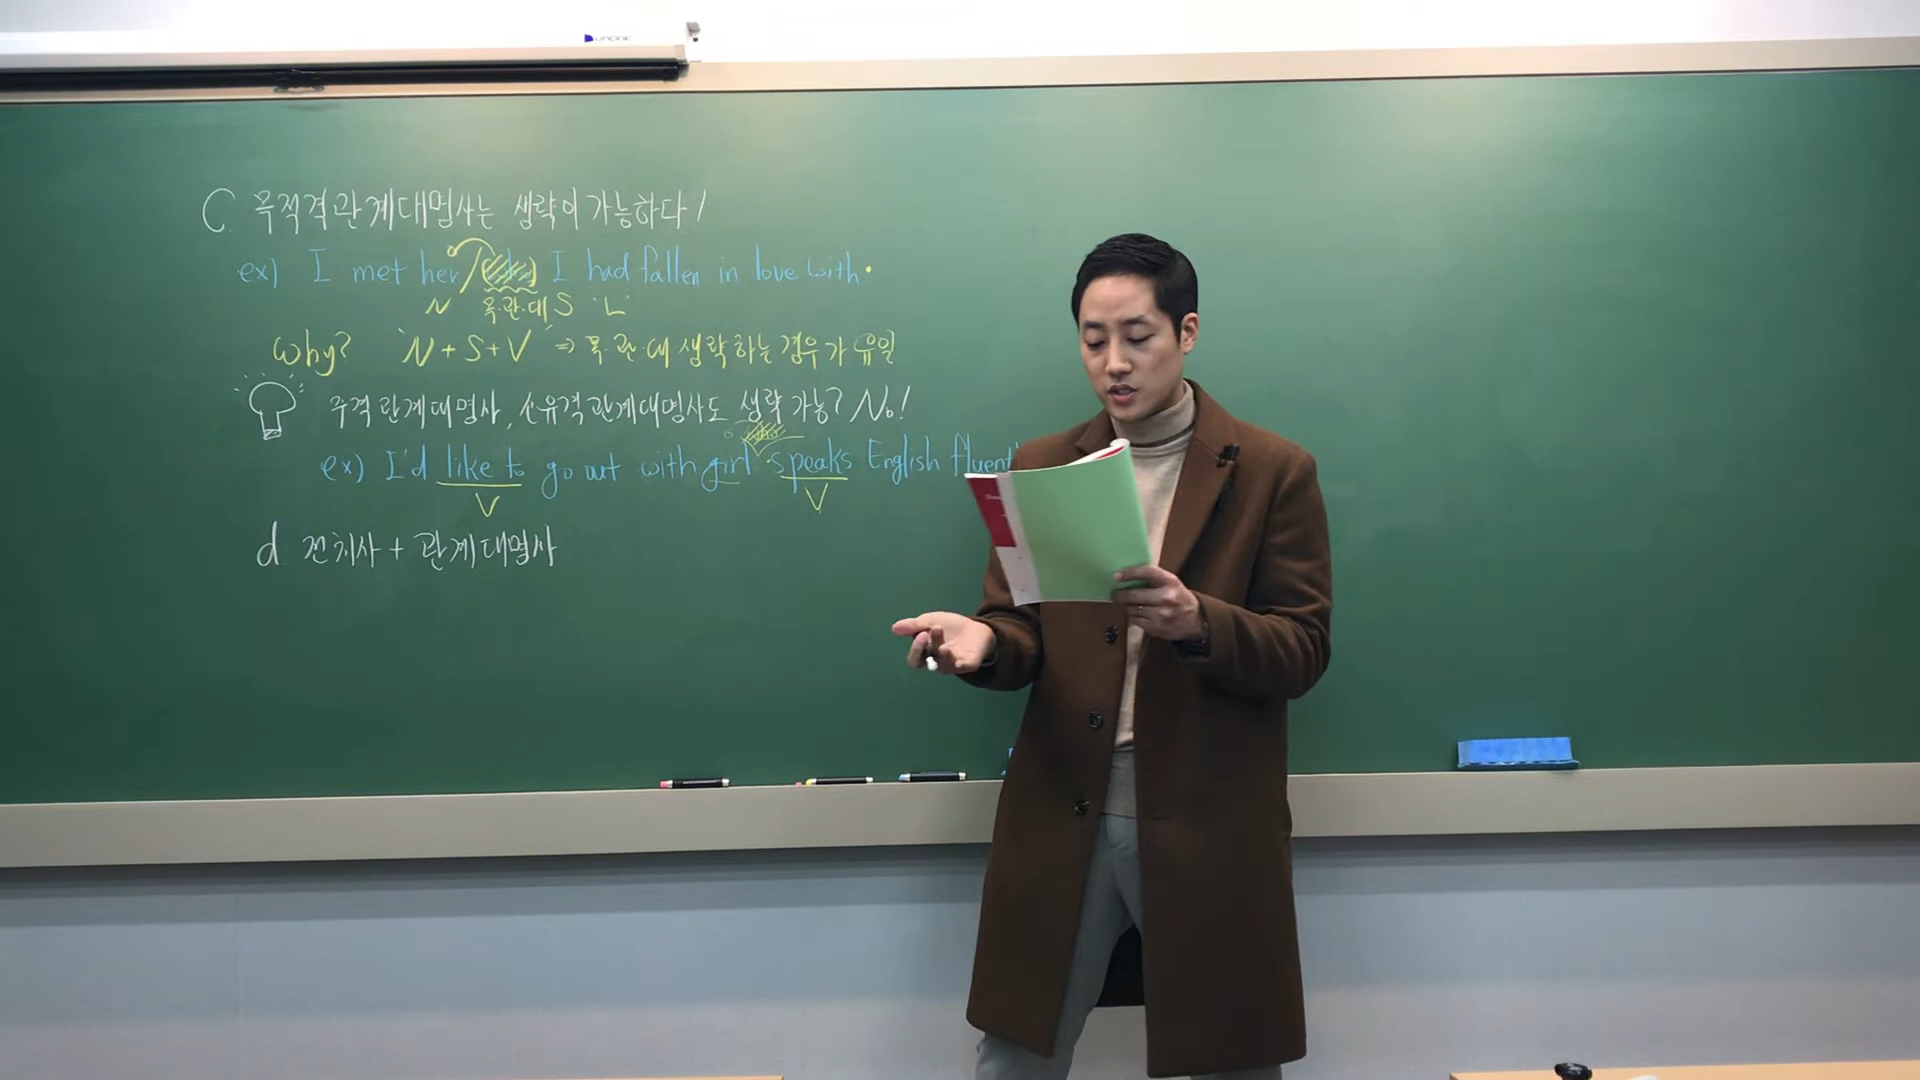 C. 목적격관계대명사는 생략이 가능하다!
ex) I met her / ( ) I had fallen in love with.
N 목·관·대 S
Why? N + S + V ⇒ 목·관·대 생략하는 경우가 유일
주격관계대명사, 소유격관계대명사도 생략 가능? No!
ex) I'd like to go out with girl speaks English fluent
V V
d 전치사 + 관계대명사